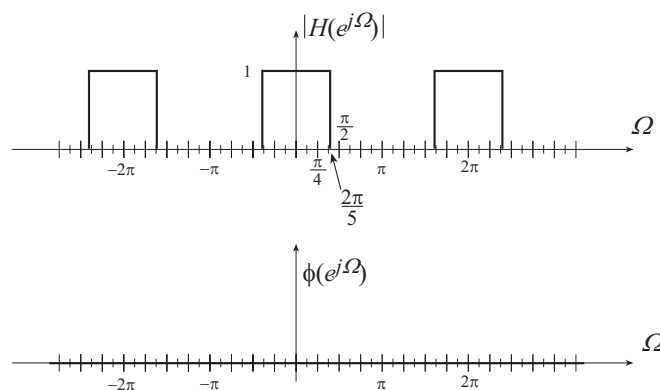 |H(e^{jΩ})|
1
π/2
Ω
−2π −π π/4 π 2π
2π/5
ϕ(e^{jΩ})
Ω
−2π −π π 2π